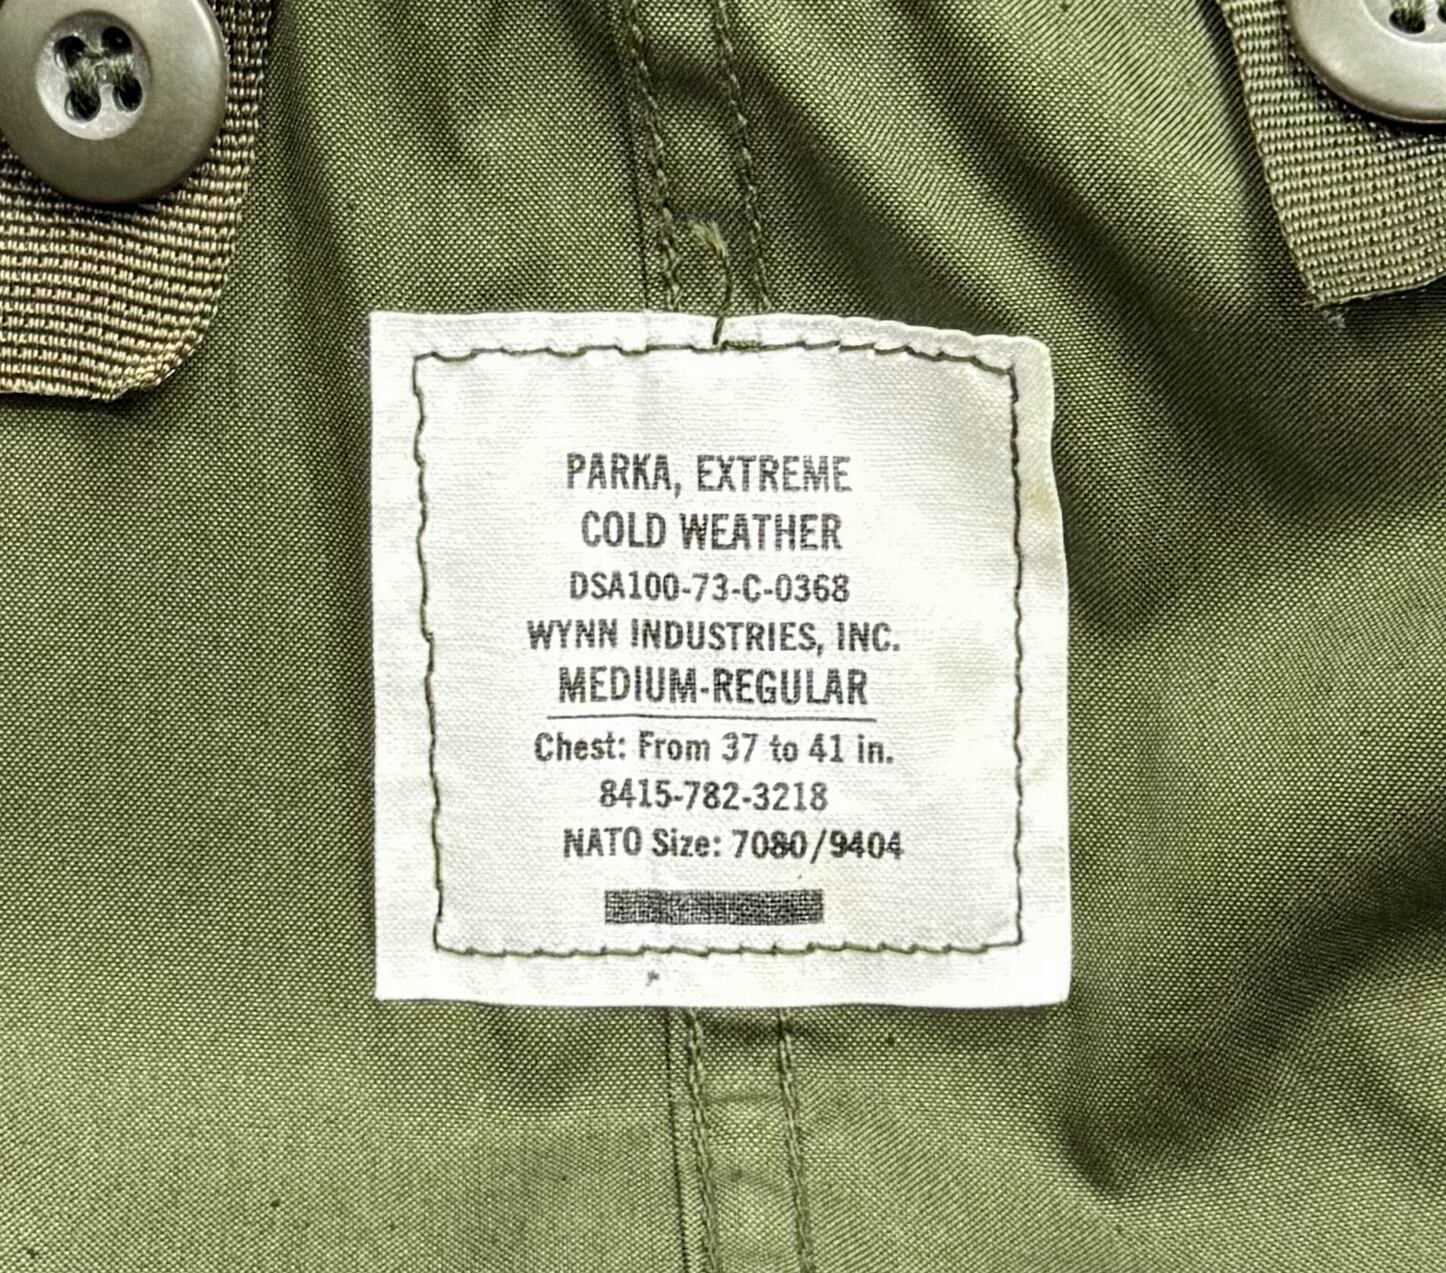 PARKA, EXTREME
COLD WEATHER
DSA100-73-C-0368
WYNN INDUSTRIES, INC.
MEDIUM-REGULAR
Chest: From 37 to 41 in.
8415-782-3218
NATO Size: 7080/9404